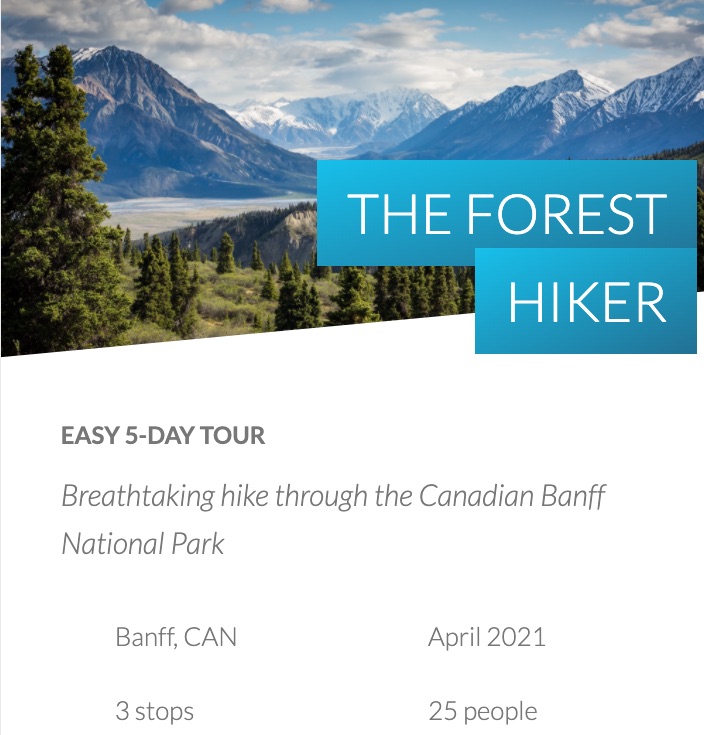 THE FOREST
HIKER
EASY 5-DAY TOUR
Breathtaking hike through the Canadian Banff
National Park
Banff, CAN
April 2021
3 stops
25 people